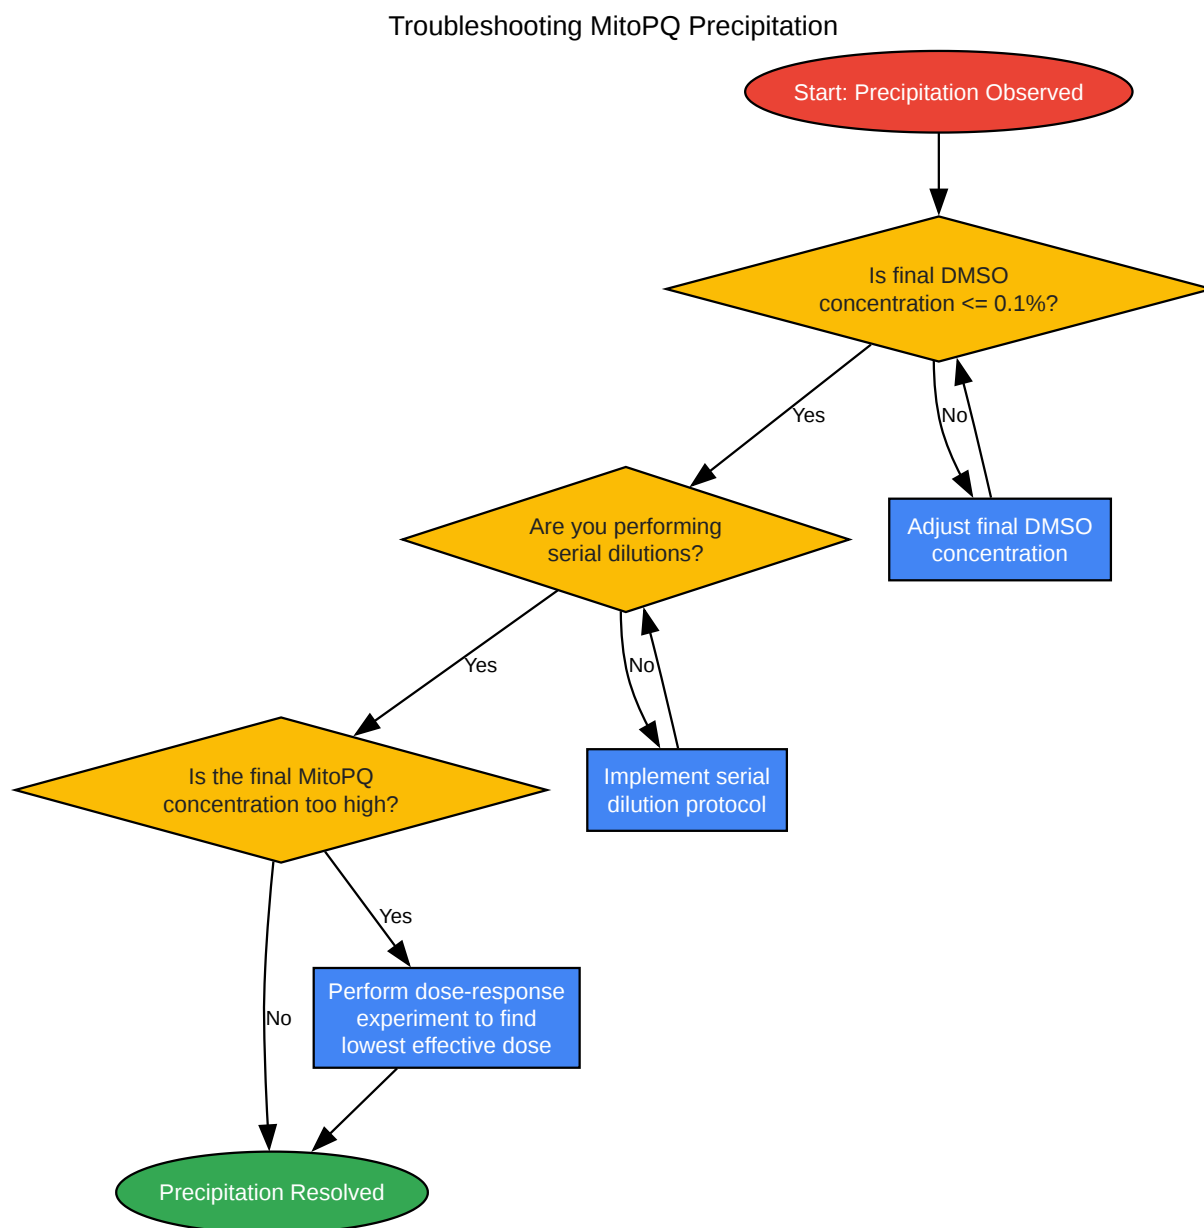 Troubleshooting MitoPQ Precipitation
Start: Precipitation Observed
Is final DMSO
concentration <= 0.1%?
Yes
No
Adjust final DMSO
concentration
Are you performing
serial dilutions?
Yes
No
Implement serial
dilution protocol
Is the final MitoPQ
concentration too high?
Yes
No
Perform dose-response
experiment to find
lowest effective dose
Precipitation Resolved